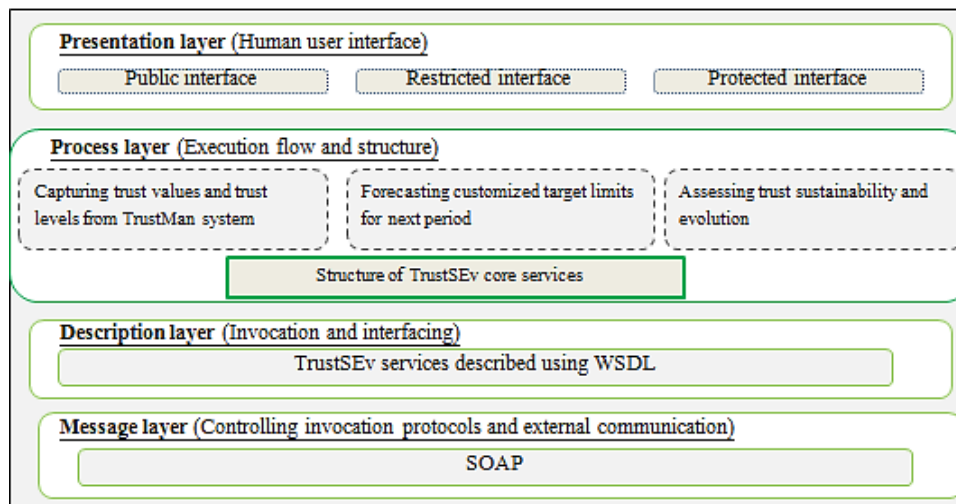 Presentation layer (Human user interface)
Public interface Restricted interface Protected interface
Process layer (Execution flow and structure)
Capturing trust values and trust
levels from TrustMan system
Forecasting customized target limits
for next period
Assessing trust sustainability and
evolution
Structure of TrustSEv core services
Description layer (Invocation and interfacing)
TrustSEv services described using WSDL
Message layer (Controlling invocation protocols and external communication)
SOAP